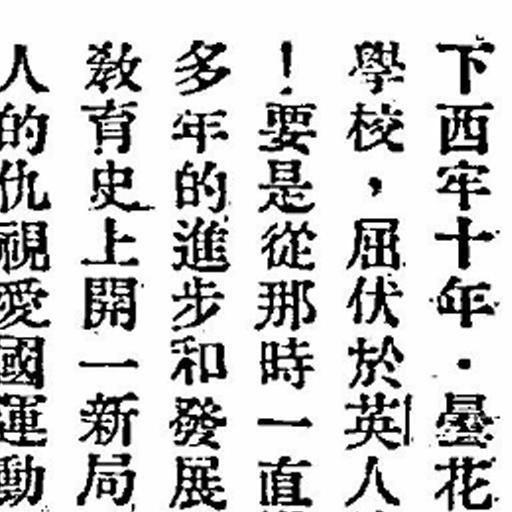 下西牢十年．曇花
學校，屈伏於英人
！要是從那時一直
多年的進步和發展
教育史上開一新局
人的仇視愛國運動